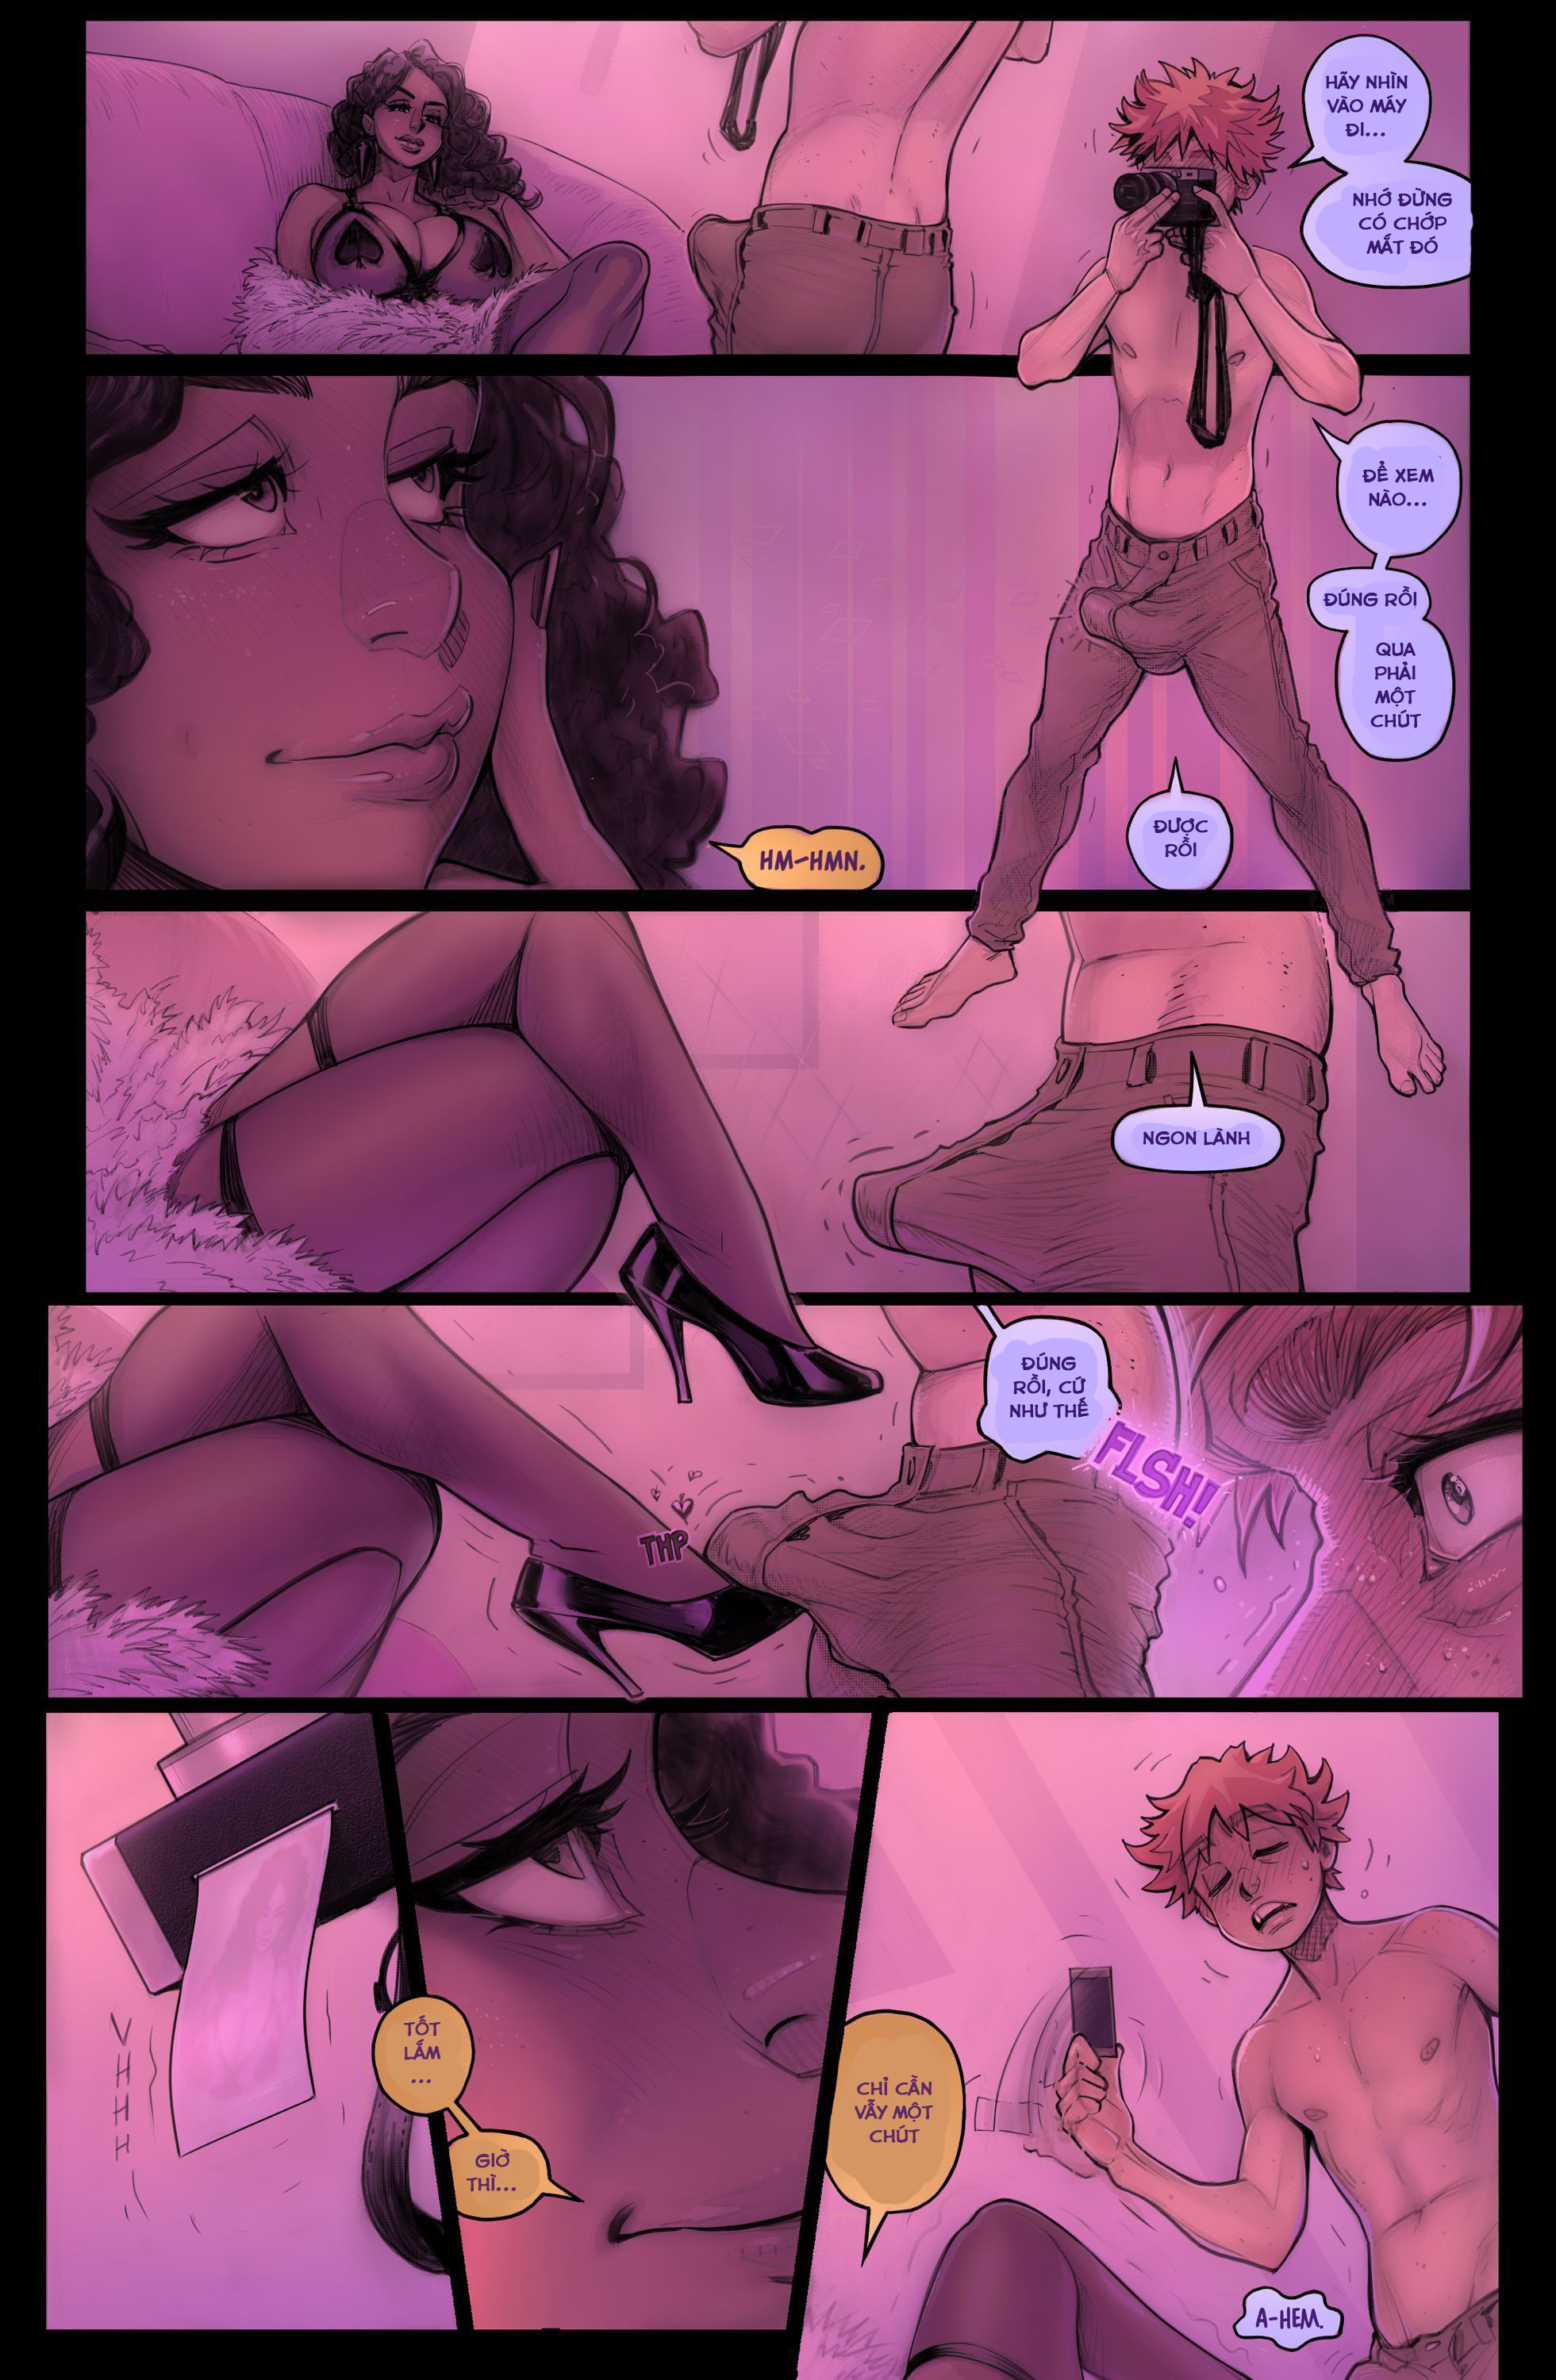 HÃY NHÌN
VÀO MÁY
ĐI...
NHỚ ĐỪNG
CÓ CHỚP
MẮT ĐÓ
ĐỂ XEM
NÀO...
ĐÚNG RỒI
QUA
PHẢI
MỘT
CHÚT
HM-HMN.
ĐƯỢC
RỒI
NGON LÀNH
ĐÚNG
RỒI, CỨ
NHƯ THẾ
FLSH!
THP
VHHH
TỐT
LẮM
...
GIỜ
THÌ...
CHỈ CẦN
VẪY MỘT
CHÚT
A-HEM.